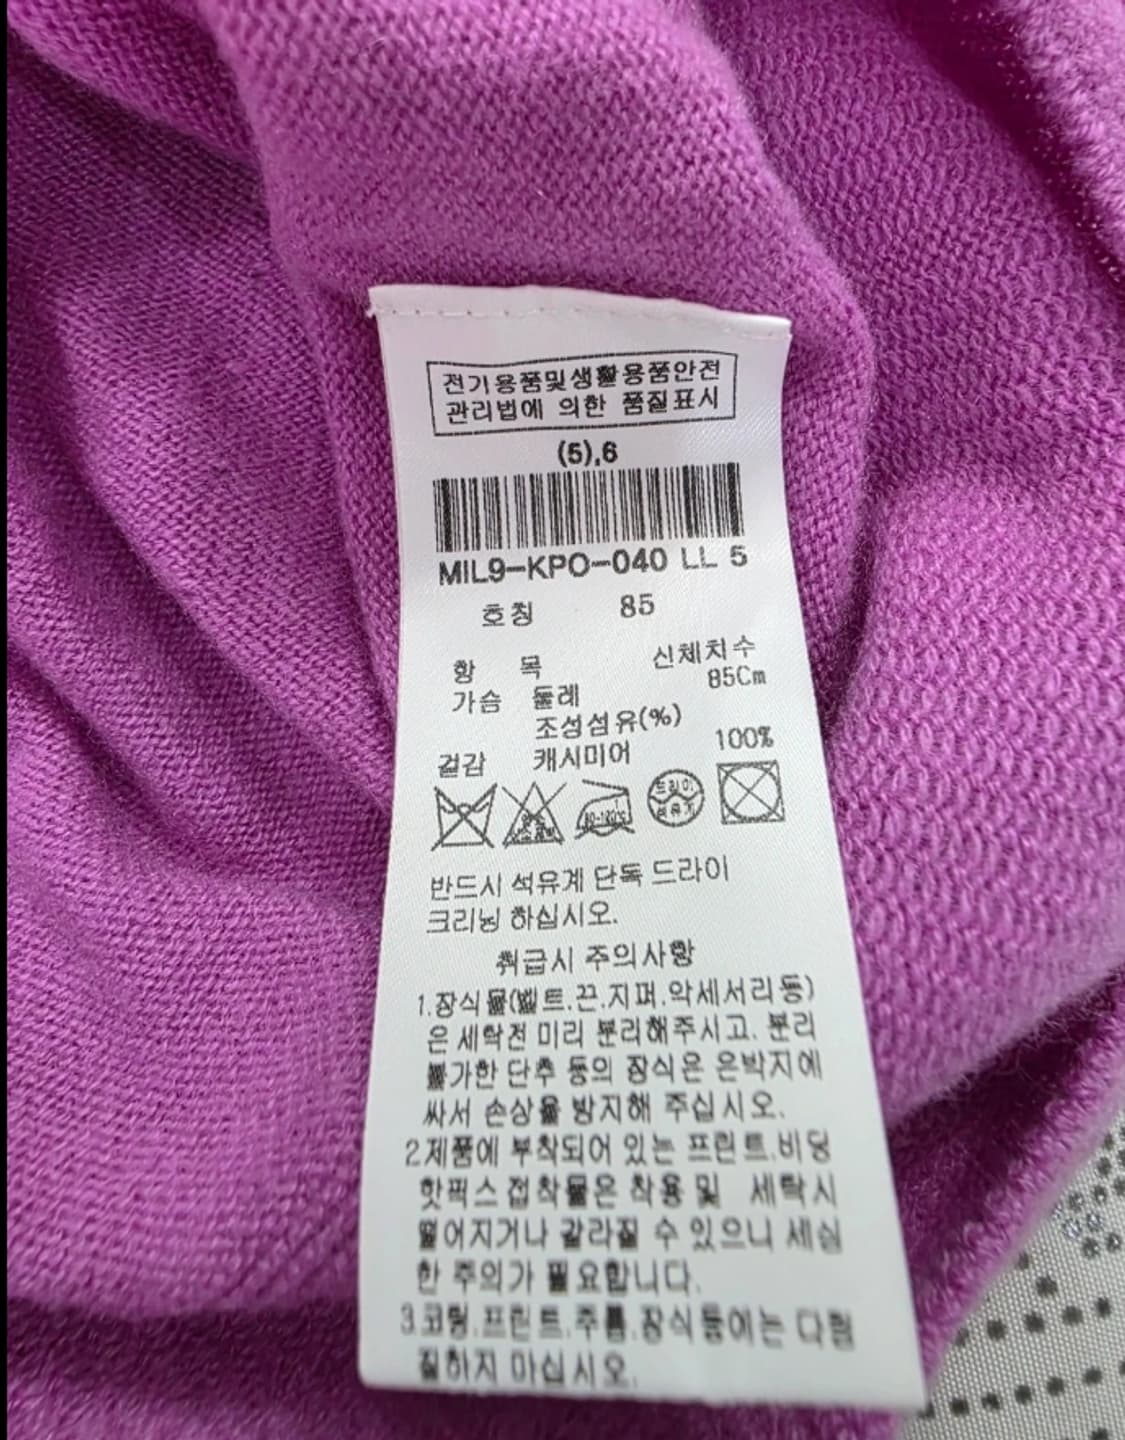 전기용품및생활용품안전
관리법에 의한 품질표시
(5),6
MIL9-KPO-040 LL 5
호칭 85
항 목 신체치수
가슴 둘레 85Cm
조성섬유(%)
겉감 캐시미어 100%
80-120℃
드라이
석유계
반드시 석유계 단독 드라이
크리닝 하십시오.
취급시 주의사항
1.장식물(벨트.끈.지퍼.악세서리등)
은 세탁전 미리 분리해주시고. 분리
불가한 단추 등의 장식은 은박지에
싸서 손상을 방지해 주십시오.
2.제품에 부착되어 있는 프린트.비딩
핫픽스 접착물은 착용 및 세탁시
떨어지거나 갈라질 수 있으니 세심
한 주의가 필요합니다.
3.코팅.프린트.주름.장식등에는 다림
질하지 마십시오.